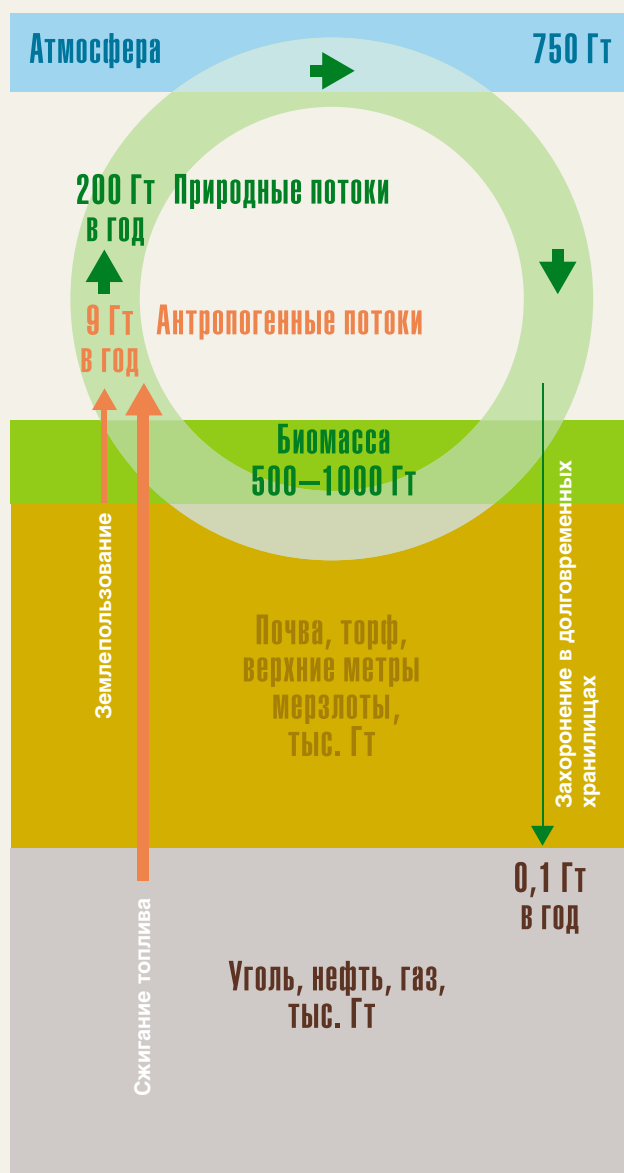 Атмосфера 750 Гт
200 Гт Природные потоки
в год
9 Гт Антропогенные потоки
в год
Биомасса
500–1000 Гт
Землепользование
Захоронение в долговременных
хранилищах
Почва, торф,
верхние метры
мерзлоты,
тыс. Гт
0,1 Гт
в год
Сжигание топлива
Уголь, нефть, газ,
тыс. Гт